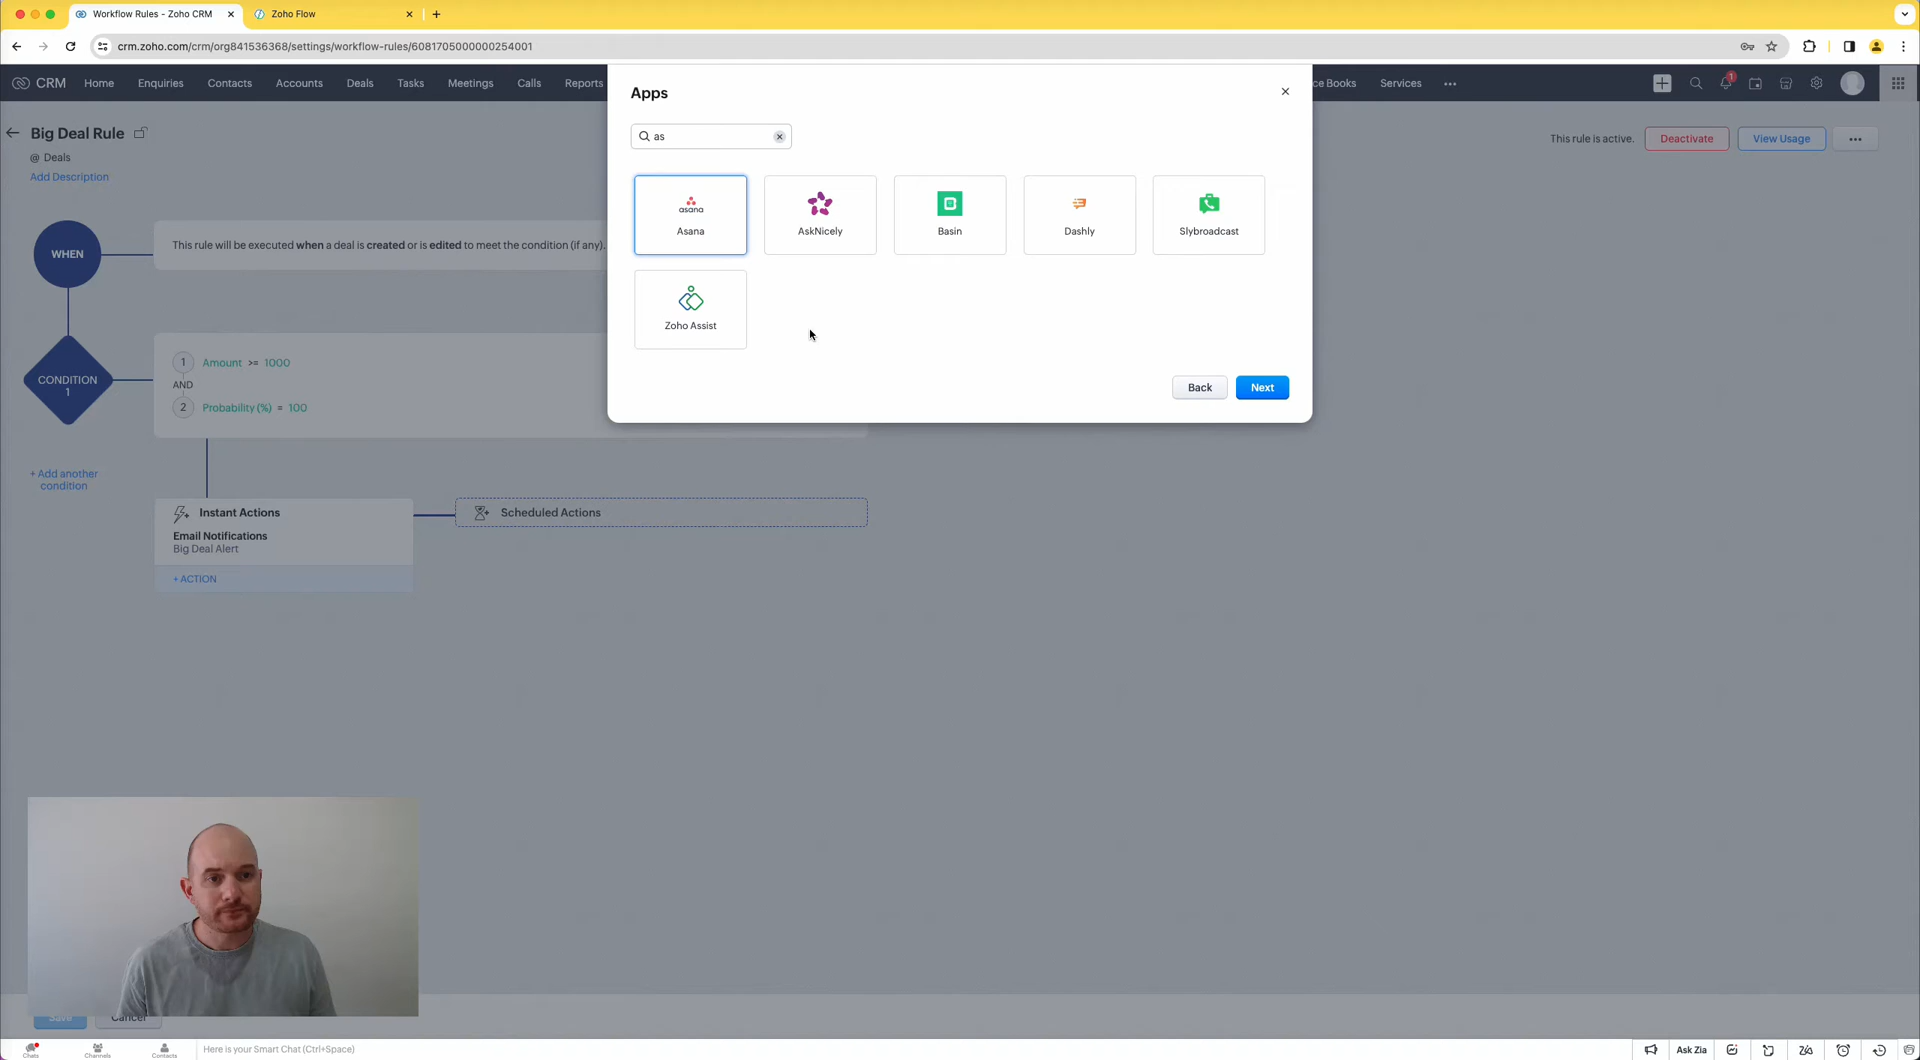 Workflow Rules - Zoho CRM
Zoho Flow
crm.zoho.com/crm/org841536368/settings/workflow-rules/6081705000000254001
CRM Home Enquiries Contacts Accounts Deals Tasks Meetings Calls Reports ce Books Services
1
Apps
as
Asana AskNicely Basin Dashly Slybroadcast
asana
Zoho Assist
Back Next
Big Deal Rule
@ Deals
Add Description
This rule is active. Deactivate View Usage
WHEN
This rule will be executed when a deal is created or is edited to meet the condition (if any).
CONDITION
1
1 Amount >= 1000
AND
2 Probability (%) = 100
+ Add another
condition
Instant Actions
Email Notifications
Big Deal Alert
+ ACTION
Scheduled Actions
Save Cancel
Chats Channels Contacts
Here is your Smart Chat (Ctrl+Space)
Ask Zia